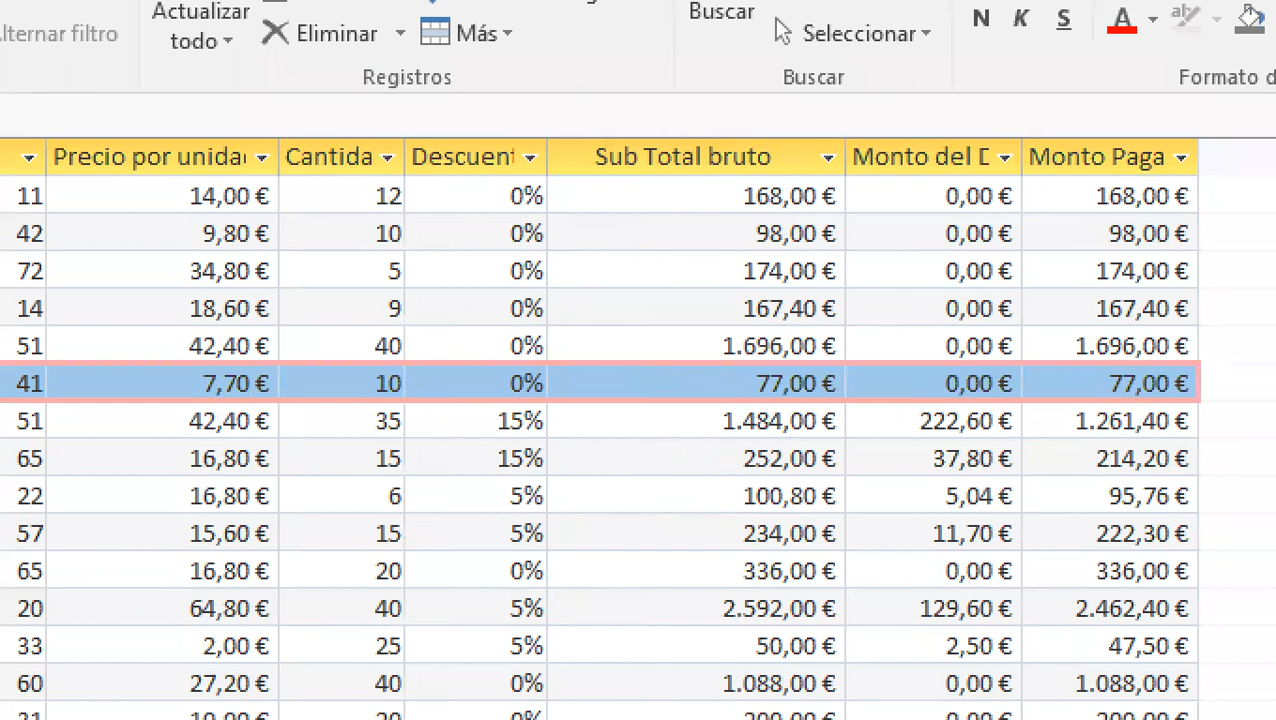 Actualizar
Buscar
N K S A ab
lternar filtro
todo
Eliminar
Más
Seleccionar
Registros
Buscar
Formato d
Precio por unida Cantida Descuent Sub Total bruto Monto del D Monto Paga
11 14,00 € 12 0% 168,00 € 0,00 € 168,00 €
42 9,80 € 10 0% 98,00 € 0,00 € 98,00 €
72 34,80 € 5 0% 174,00 € 0,00 € 174,00 €
14 18,60 € 9 0% 167,40 € 0,00 € 167,40 €
51 42,40 € 40 0% 1.696,00 € 0,00 € 1.696,00 €
41 7,70 € 10 0% 77,00 € 0,00 € 77,00 €
51 42,40 € 35 15% 1.484,00 € 222,60 € 1.261,40 €
65 16,80 € 15 15% 252,00 € 37,80 € 214,20 €
22 16,80 € 6 5% 100,80 € 5,04 € 95,76 €
57 15,60 € 15 5% 234,00 € 11,70 € 222,30 €
65 16,80 € 20 0% 336,00 € 0,00 € 336,00 €
20 64,80 € 40 5% 2.592,00 € 129,60 € 2.462,40 €
33 2,00 € 25 5% 50,00 € 2,50 € 47,50 €
60 27,20 € 40 0% 1.088,00 € 0,00 € 1.088,00 €